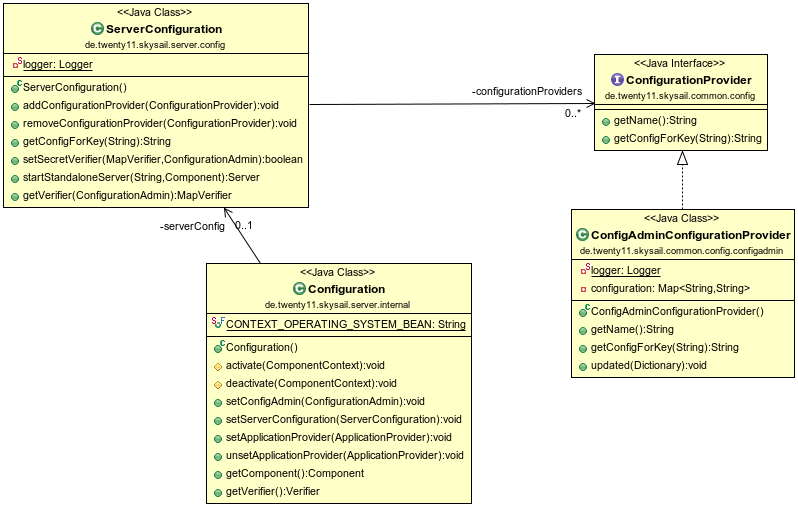 <<Java Class>>
ServerConfiguration
de.twenty11.skysail.server.config
logger: Logger
ServerConfiguration()
addConfigurationProvider(ConfigurationProvider):void
removeConfigurationProvider(ConfigurationProvider):void
getConfigForKey(String):String
setSecretVerifier(MapVerifier,ConfigurationAdmin):boolean
startStandaloneServer(String,Component):Server
getVerifier(ConfigurationAdmin):MapVerifier
-configurationProviders
0..*
<<Java Interface>>
ConfigurationProvider
de.twenty11.skysail.common.config
getName():String
getConfigForKey(String):String
<<Java Class>>
ConfigAdminConfigurationProvider
de.twenty11.skysail.common.config.configadmin
logger: Logger
configuration: Map<String,String>
ConfigAdminConfigurationProvider()
getName():String
getConfigForKey(String):String
updated(Dictionary):void
-serverConfig
0..1
<<Java Class>>
Configuration
de.twenty11.skysail.server.internal
CONTEXT_OPERATING_SYSTEM_BEAN: String
Configuration()
activate(ComponentContext):void
deactivate(ComponentContext):void
setConfigAdmin(ConfigurationAdmin):void
setServerConfiguration(ServerConfiguration):void
setApplicationProvider(ApplicationProvider):void
unsetApplicationProvider(ApplicationProvider):void
getComponent():Component
getVerifier():Verifier